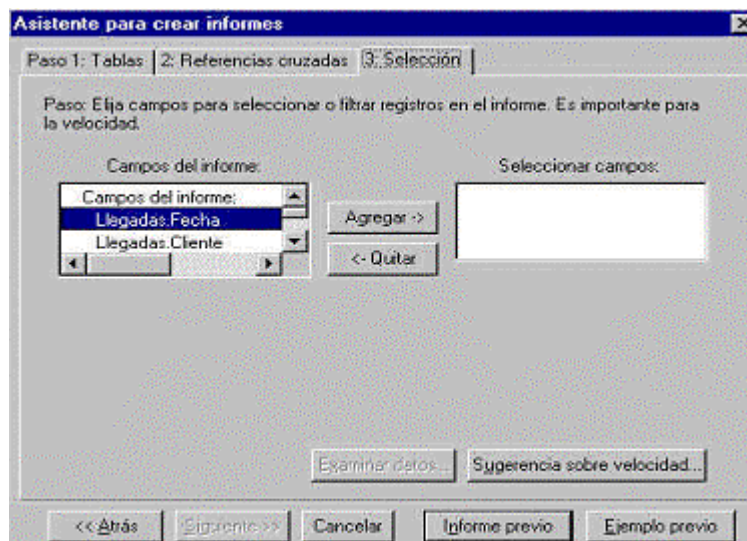 Asistente para crear informes
Paso 1: Tablas 2: Referencias cruzadas 3: Selección
Paso: Elija campos para seleccionar o filtrar registros en el informe. Es importante para
la velocidad.
Campos del informe: Seleccionar campos:
Campos del informe:
Llegadas.Fecha
Llegadas.Cliente
Agregar ->
<- Quitar
Examinar datos... Sugerencia sobre velocidad...
<< Atrás Siguiente >> Cancelar Informe previo Ejemplo previo